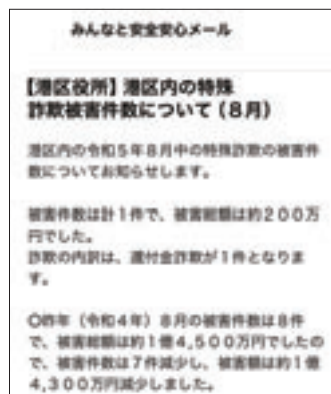 みんなと安全安心メール
【港区役所】港区内の特殊
詐欺被害件数について（8月）
港区内の令和5年8月中の特殊詐欺の被害件
数についてお知らせします。
被害件数は計1件で、被害総額は約200万
円でした。
詐欺の内訳は、還付金詐欺が1件となりま
す。
〇昨年（令和4年）8月の被害件数は8件
で、被害総額は約1億4,500万円でしたの
で、被害件数は7件減少し、被害額は約1億
4,300万円減少しました。